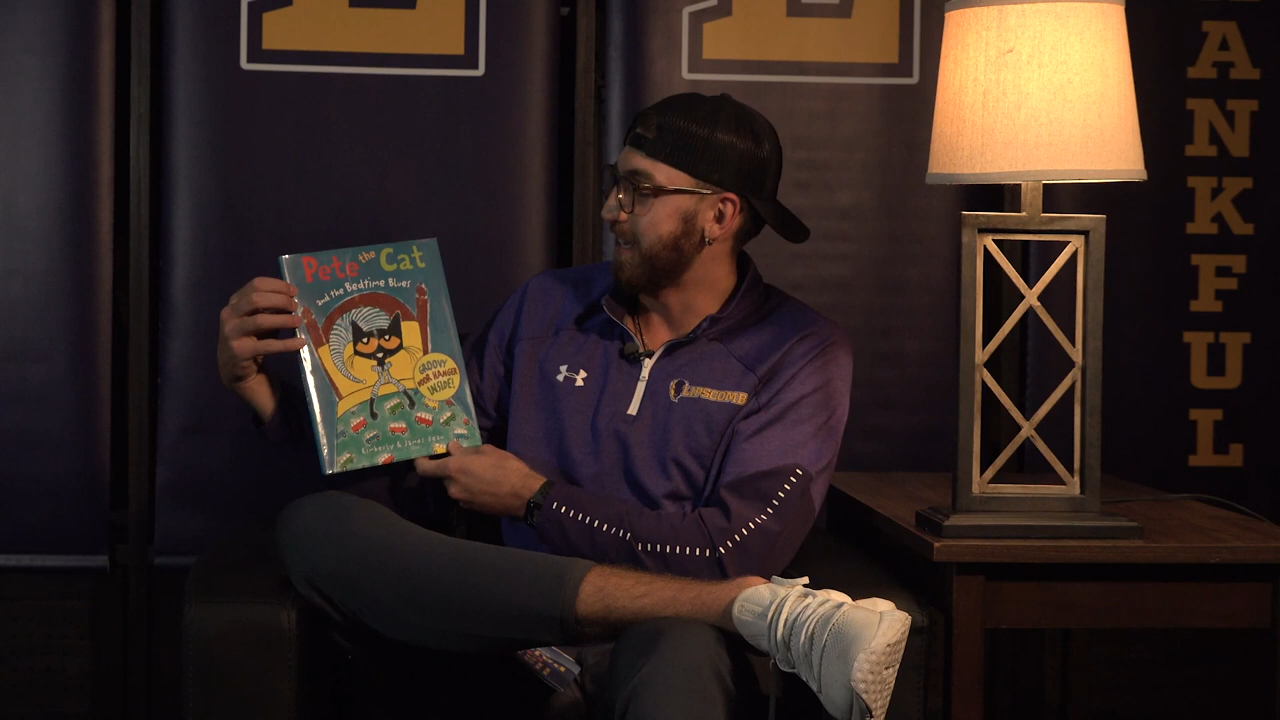 Pete the Cat
and the Bedtime Blues
GROOVY
DOOR HANGER
INSIDE!
Kimberly & James Dean
LIPSCOMB
ANKFUL